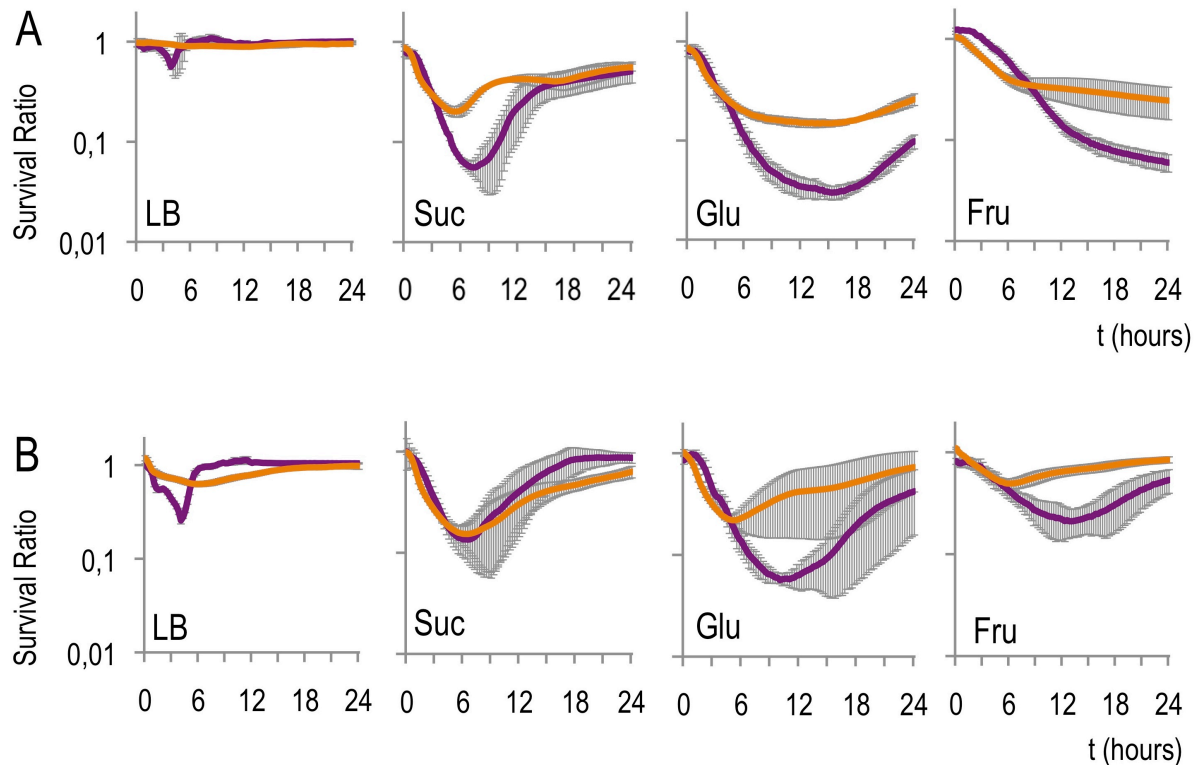 A
Survival Ratio
1
0,1
0,01
LB
Suc
Glu
Fru
0 6 12 18 24
0 6 12 18 24
0 6 12 18 24
0 6 12 18 24
t (hours)
B
Survival Ratio
1
0,1
0,01
LB
Suc
Glu
Fru
0 6 12 18 24
0 6 12 18 24
0 6 12 18 24
0 6 12 18 24
t (hours)